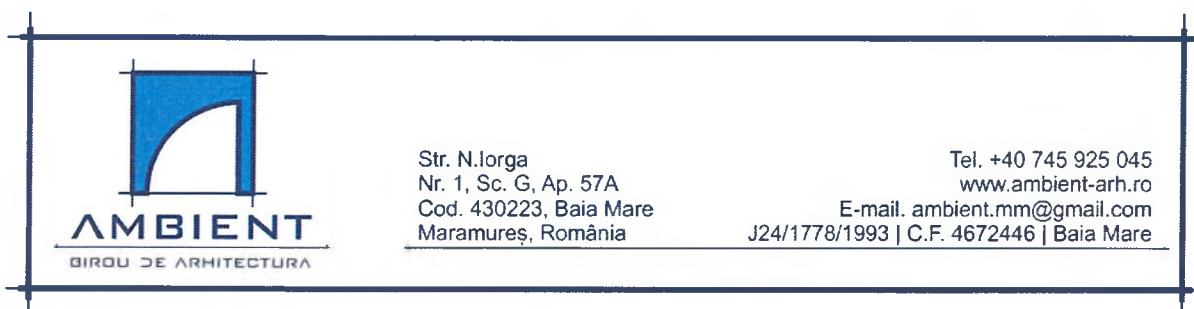 AMBIENT
BIROU DE ARHITECTURA
Str. N.Iorga
Nr. 1, Sc. G, Ap. 57A
Cod. 430223, Baia Mare
Maramureș, România
Tel. +40 745 925 045
www.ambient-arh.ro
E-mail. ambient.mm@gmail.com
J24/1778/1993 | C.F. 4672446 | Baia Mare